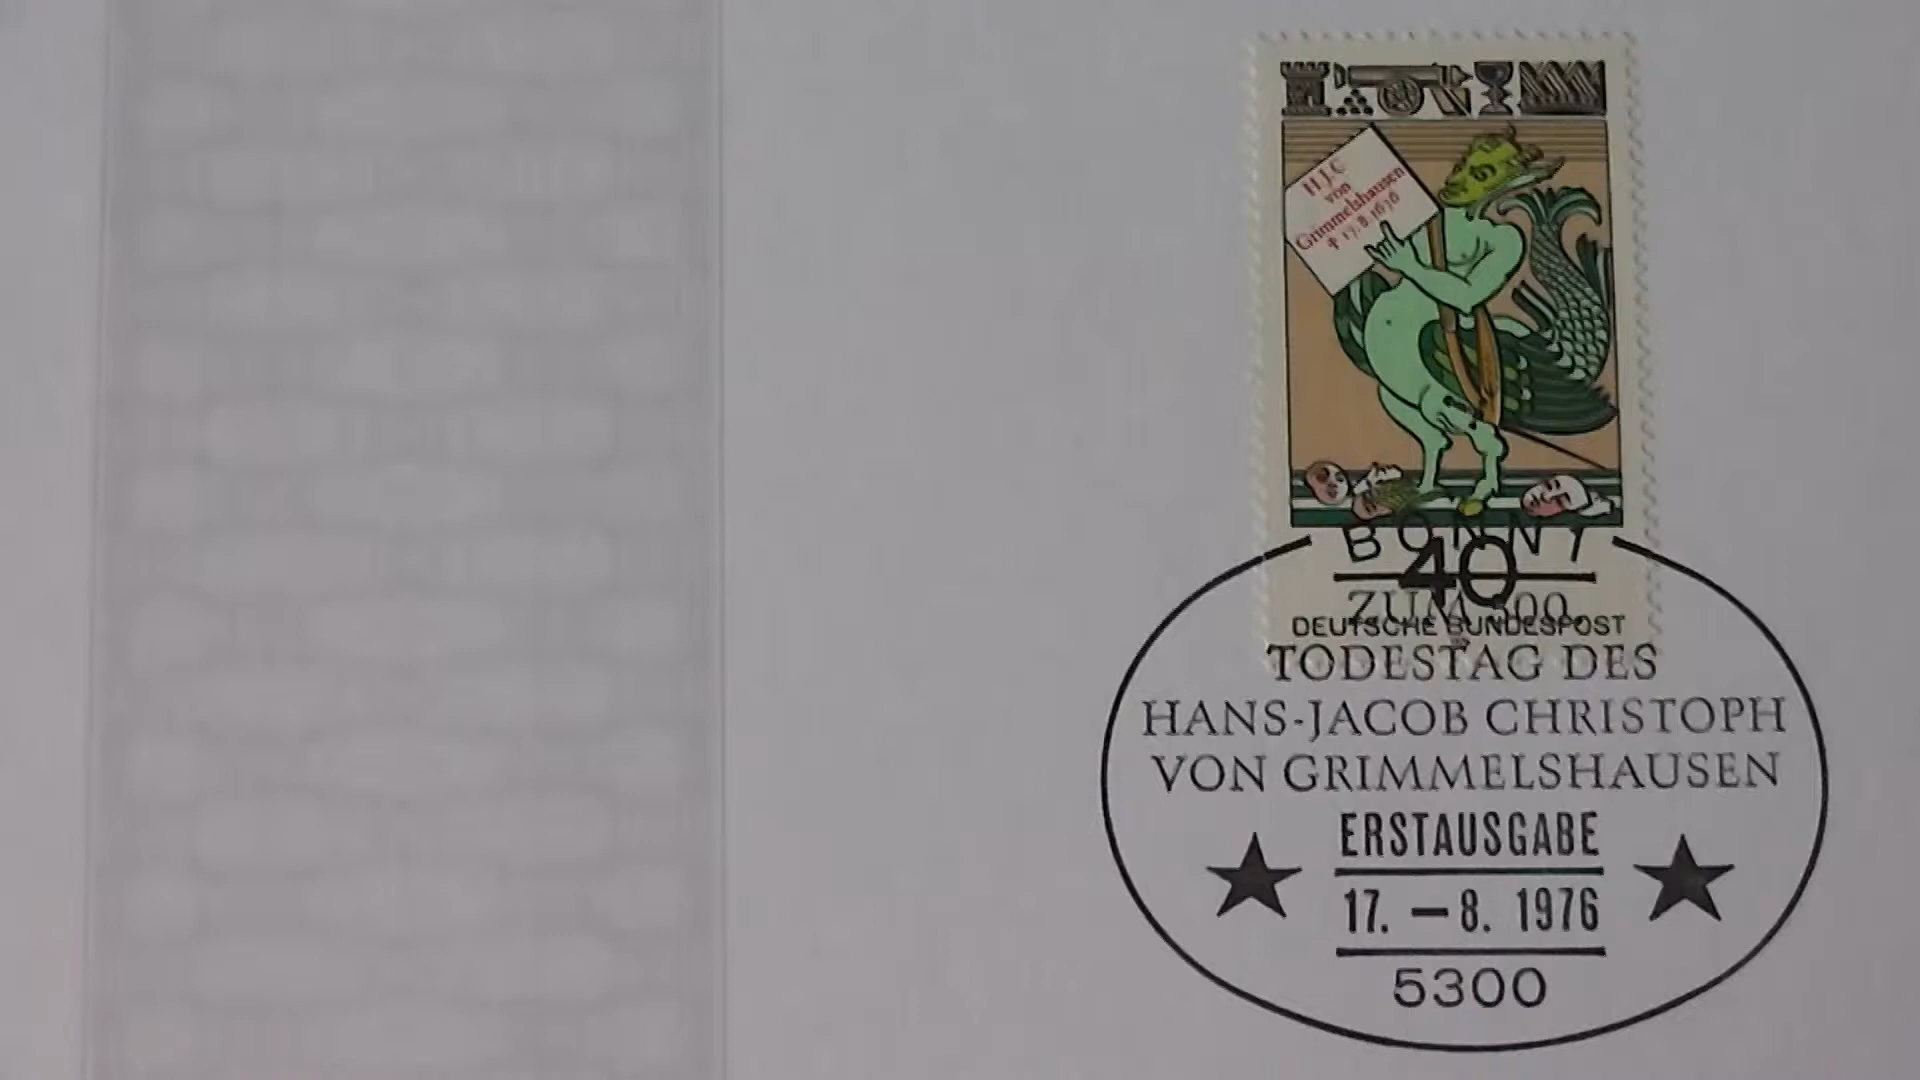 H.J.C
von
Grimmelshausen
† 17.8.1676
BONN 1
40
ZUM 300.
DEUTSCHE BUNDESPOST
TODESTAG DES
HANS-JACOB CHRISTOPH
VON GRIMMELSHAUSEN
ERSTAUSGABE
17. – 8. 1976
5300